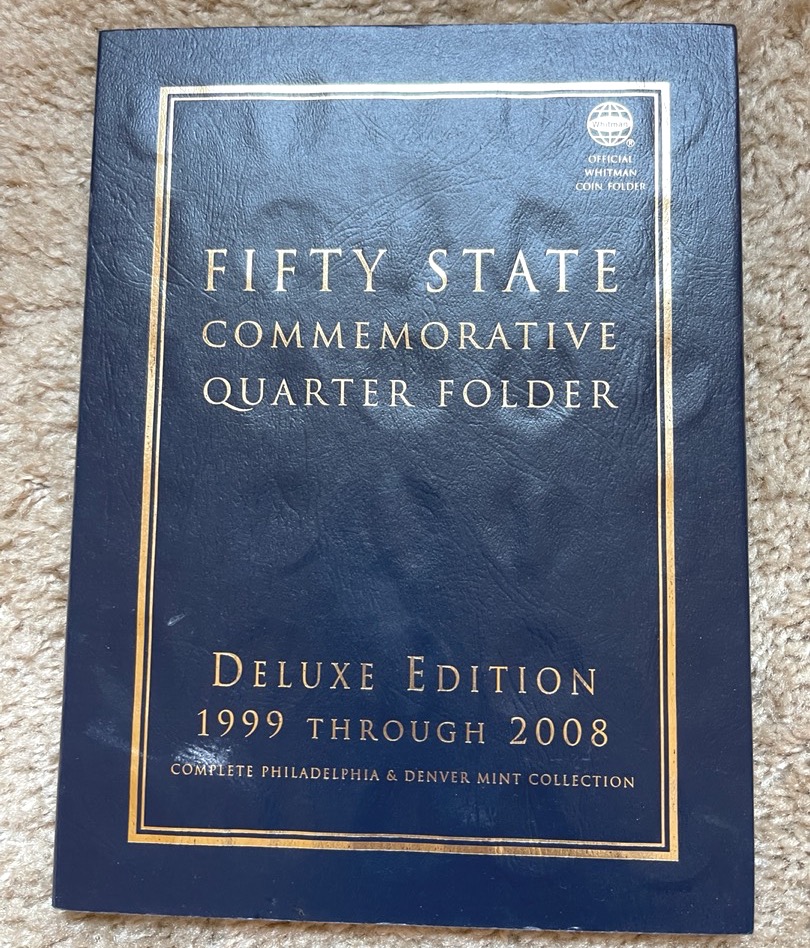 Whitman
®
OFFICIAL
WHITMAN
COIN FOLDER
FIFTY STATE
COMMEMORATIVE
QUARTER FOLDER
DELUXE EDITION
1999 THROUGH 2008
COMPLETE PHILADELPHIA & DENVER MINT COLLECTION